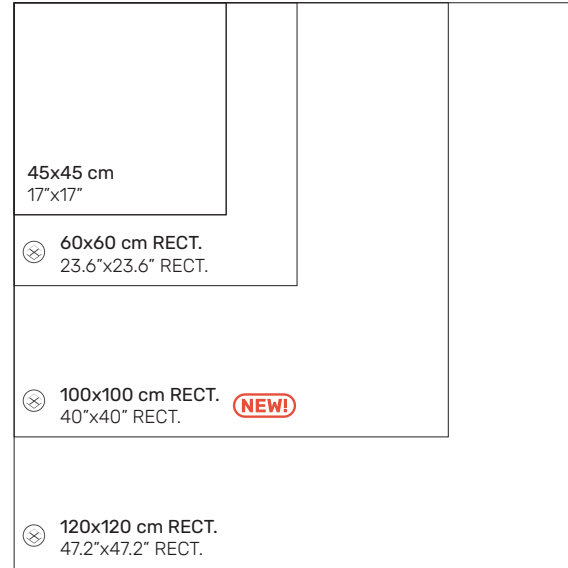 45x45 cm
17”x17”
60x60 cm RECT.
23.6”x23.6” RECT.
100x100 cm RECT.
40”x40” RECT.
NEW!
120x120 cm RECT.
47.2”x47.2” RECT.